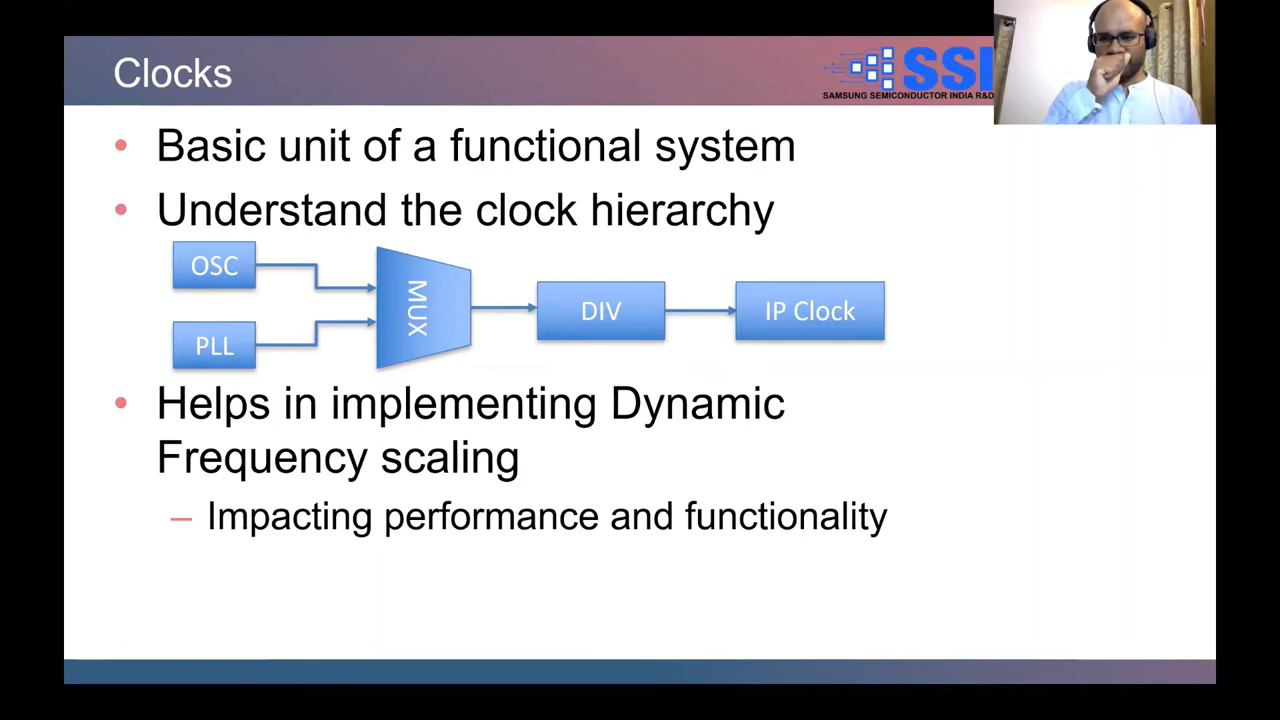 Clocks
SSI
SAMSUNG SEMICONDUCTOR INDIA R&D
• Basic unit of a functional system
• Understand the clock hierarchy
OSC
PLL
MUX
DIV
IP Clock
• Helps in implementing Dynamic
Frequency scaling
– Impacting performance and functionality